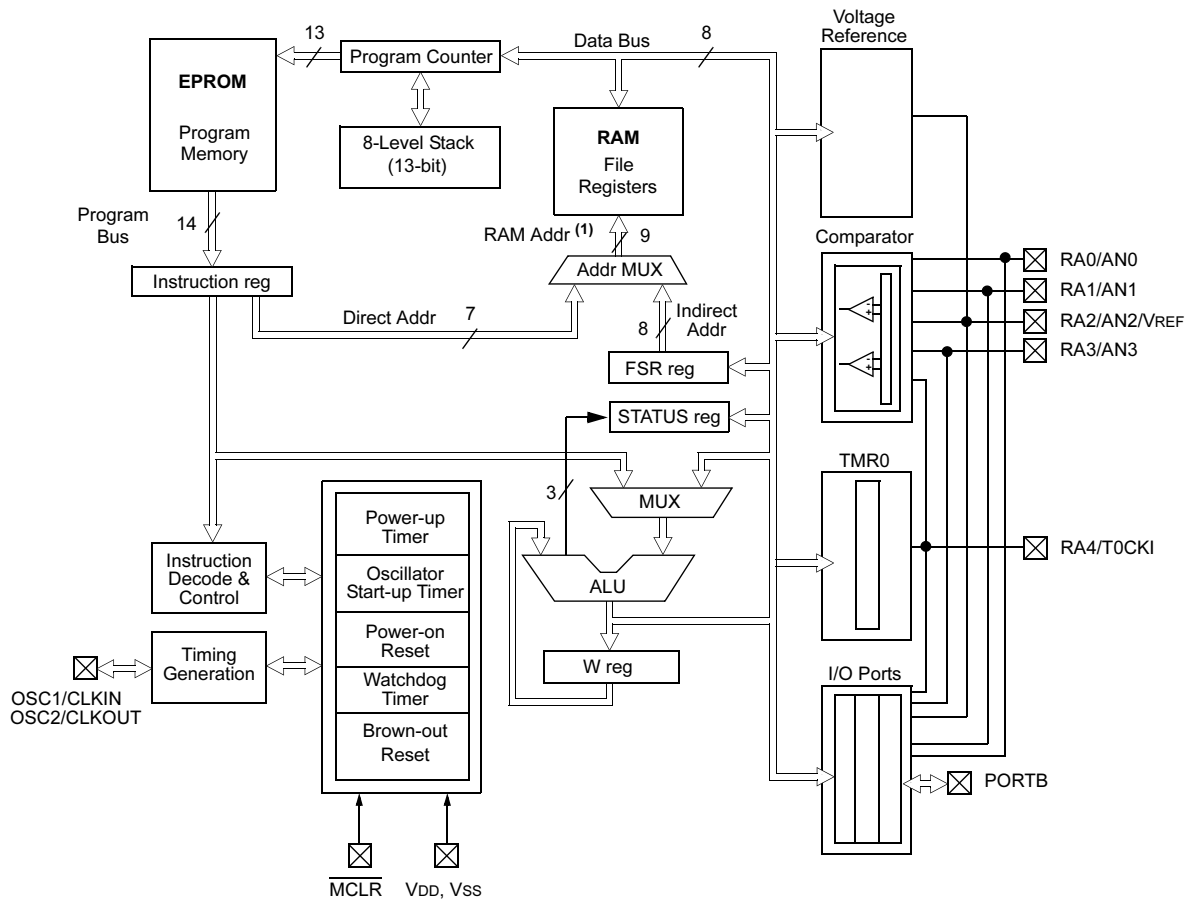 Voltage
Reference
13
Program Counter
Data Bus
8
EPROM
Program
Memory
8-Level Stack
(13-bit)
RAM
File
Registers
Program
Bus
14
RAM Addr (1)
9
Comparator
Addr MUX
Instruction reg
Direct Addr
7
8
Indirect
Addr
FSR reg
STATUS reg
-
+
-
+
RA0/AN0
RA1/AN1
RA2/AN2/VREF
RA3/AN3
3
MUX
TMR0
Power-up
Timer
Oscillator
Start-up Timer
Power-on
Reset
Watchdog
Timer
Brown-out
Reset
Instruction
Decode &
Control
Timing
Generation
ALU
W reg
RA4/T0CKI
OSC1/CLKIN
OSC2/CLKOUT
I/O Ports
PORTB
MCLR
VDD, VSS